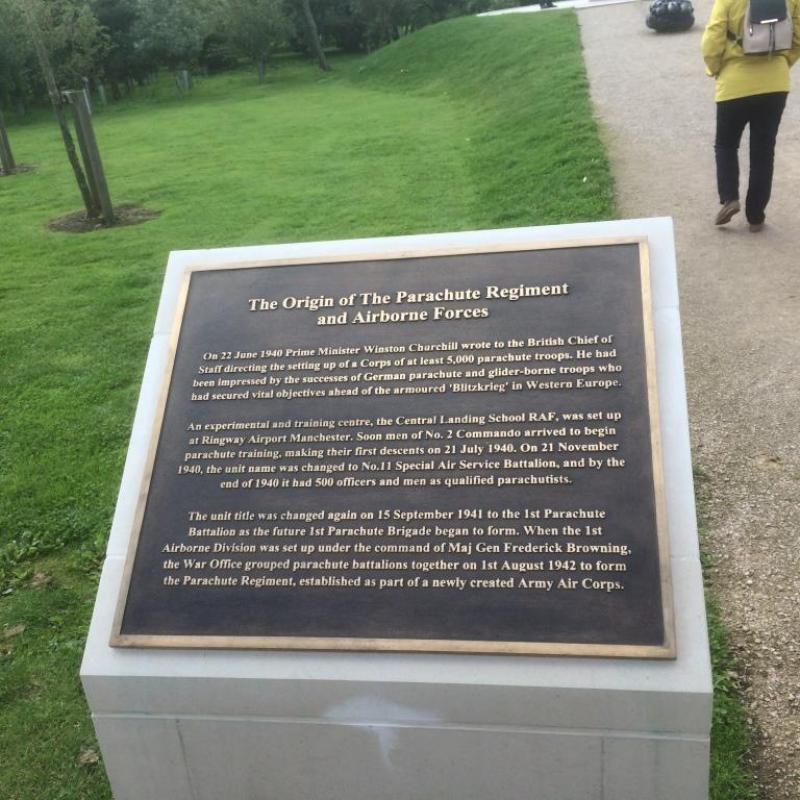 The Origin of The Parachute Regiment
and Airborne Forces
On 22 June 1940 Prime Minister Winston Churchill wrote to the British Chief of
Staff directing the setting up of a Corps of at least 5,000 parachute troops. He had
been impressed by the successes of German parachute and glider-borne troops who
had secured vital objectives ahead of the armoured 'Blitzkrieg' in Western Europe.
An experimental and training centre, the Central Landing School RAF, was set up
at Ringway Airport Manchester. Soon men of No. 2 Commando arrived to begin
parachute training, making their first descents on 21 July 1940. On 21 November
1940, the unit name was changed to No.11 Special Air Service Battalion, and by the
end of 1940 it had 500 officers and men as qualified parachutists.
The unit title was changed again on 15 September 1941 to the 1st Parachute
Battalion as the future 1st Parachute Brigade began to form. When the 1st
Airborne Division was set up under the command of Maj Gen Frederick Browning,
the War Office grouped parachute battalions together on 1st August 1942 to form
the Parachute Regiment, established as part of a newly created Army Air Corps.